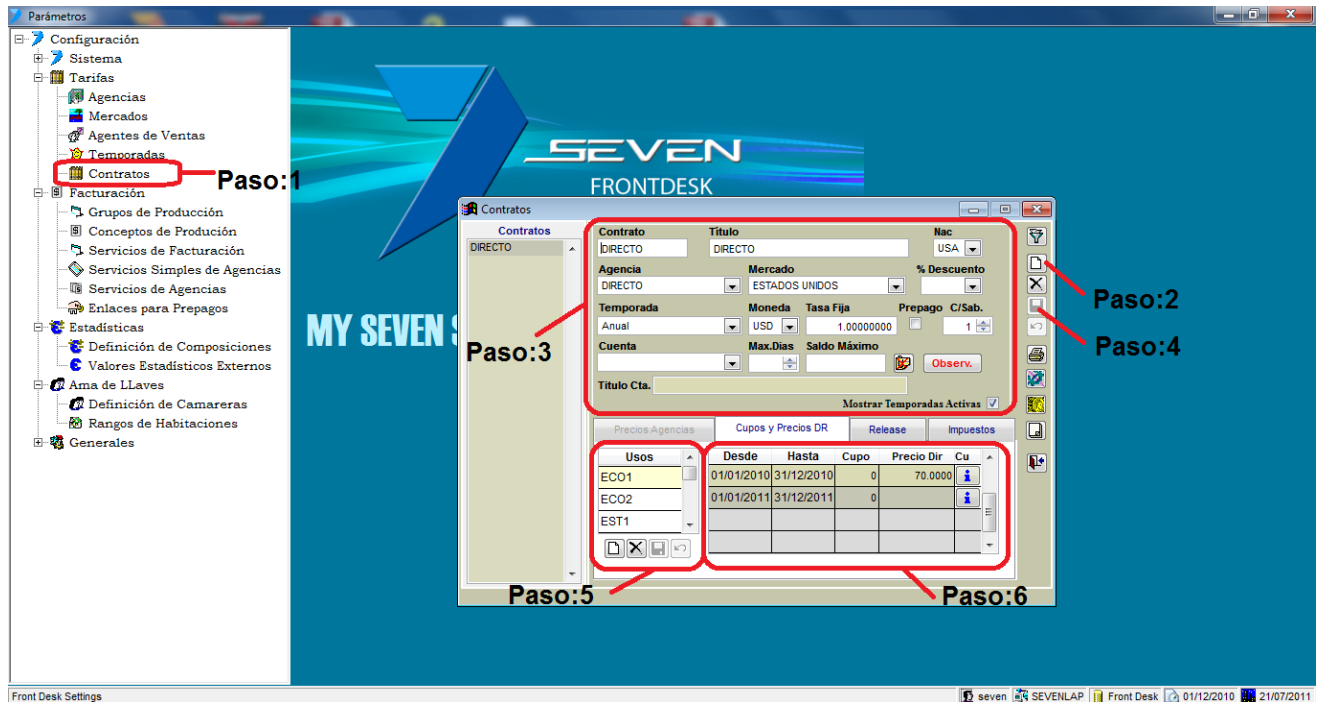 Parámetros
Configuración
Sistema
Tarifas
Agencias
Mercados
Agentes de Ventas
Temporadas
Contratos
Paso:1
Facturación
Grupos de Producción
Conceptos de Produción
Servicios de Facturación
Servicios Simples de Agencias
Servicios de Agencias
Enlaces para Prepagos
Estadísticas
Definición de Composiciones
Valores Estadísticos Externos
Ama de LLaves
Definición de Camareras
Rangos de Habitaciones
Generales
SEVEN
FRONTDESK
MY SEVEN
Contratos
Contratos
DIRECTO
Contrato Título Nac
DIRECTO DIRECTO USA
Agencia Mercado % Descuento
DIRECTO ESTADOS UNIDOS
Temporada Moneda Tasa Fija Prepago C/Sab.
Anual USD 1.00000000 1
Cuenta Max.Dias Saldo Máximo
Observ.
Título Cta.
Mostrar Temporadas Activas
Paso:2
Paso:4
Paso:3
Precios Agencias Cupos y Precios DR Release Impuestos
Usos
ECO1
ECO2
EST1
Desde Hasta Cupo Precio Dir Cu
01/01/2010 31/12/2010 0 70.0000 i
01/01/2011 31/12/2011 0 i
Paso:5
Paso:6
Front Desk Settings
seven SEVENLAP Front Desk 01/12/2010 21/07/2011